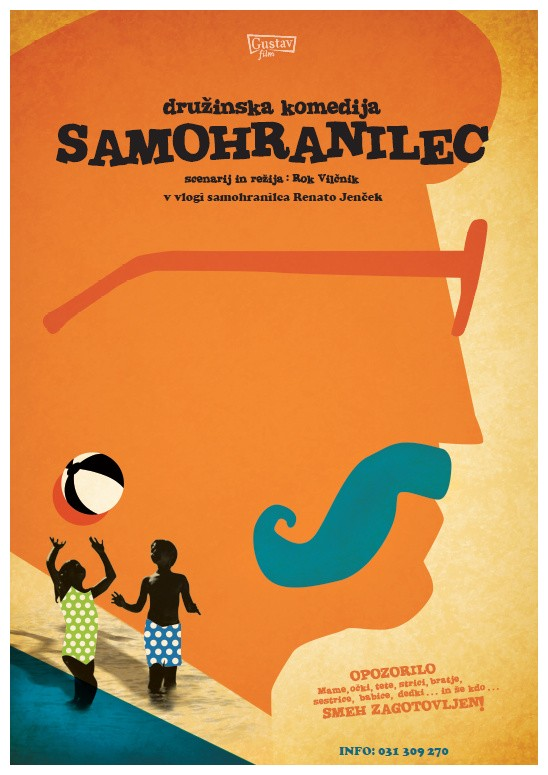 Gustav
film
družinska komedija
SAMOHRANILEC
scenarij in režija : Rok Vilčnik
v vlogi samohranilca Renato Jenček
OPOZORILO
Mame, očki, tete, strici, bratje,
sestrice, babice, dedki . . . in še kdo . . .
SMEH ZAGOTOVLJEN!
INFO: 031 309 270